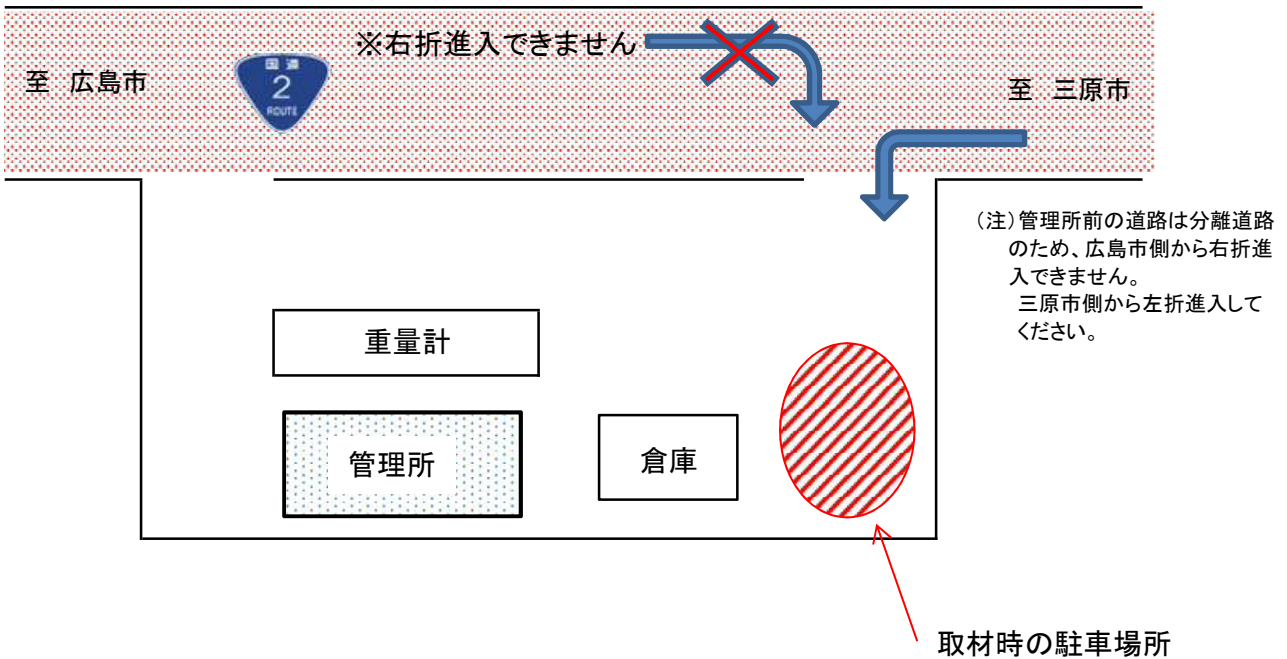 ※右折進入できません
至 広島市
国道
2
ROUTE
至 三原市
(注)管理所前の道路は分離道路
のため、広島市側から右折進
入できません。
三原市側から左折進入して
ください。
重量計
管理所
倉庫
取材時の駐車場所